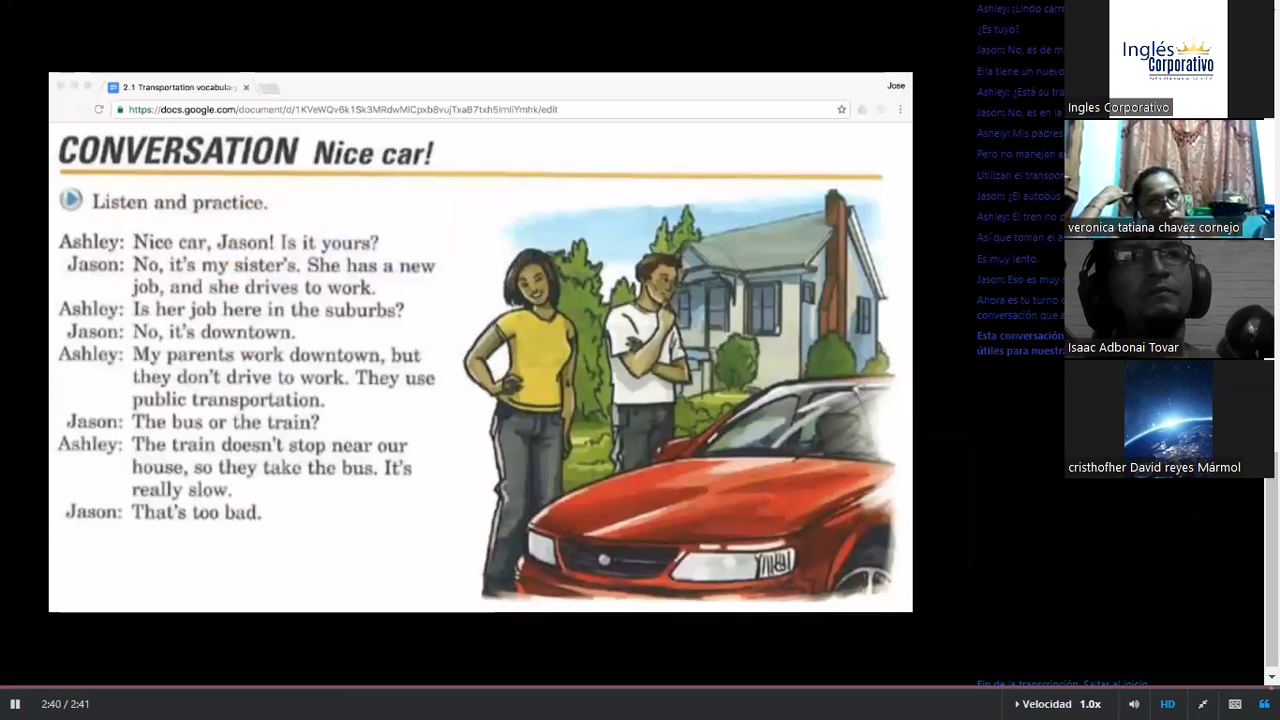 2.1 Transportation vocabulary
Jose
https://docs.google.com/document/d/1KVeWQv6k1Sk3MRdwMlCpxb8vujTxaB7txh5ImliYmhk/edit
CONVERSATION Nice car!
Listen and practice.
Ashley: Nice car, Jason! Is it yours?
Jason: No, it's my sister's. She has a new
job, and she drives to work.
Ashley: Is her job here in the suburbs?
Jason: No, it's downtown.
Ashley: My parents work downtown, but
they don't drive to work. They use
public transportation.
Jason: The bus or the train?
Ashley: The train doesn't stop near our
house, so they take the bus. It's
really slow.
Jason: That's too bad.
Ashley: ¡Lindo carro
¿Es tuyo?
Jason: No, es de m
Ella tiene un nuevo
Ashley: ¿Está su tra
Jason: No, es en la
Ashely: Mis padres
Pero no manejan a
Utilizan el transpor
Jason: ¿El autobús
Ashley: El tren no p
Así que toman el a
Es muy lento.
Jason: Eso es muy
Ahora es tu turno
conversación que a
Esta conversación
útiles para nuestra
Fin de la transcripción. Saltar al inicio
Inglés
Corporativo
Ingles Corporativo
veronica tatiana chavez cornejo
Isaac Adbonai Tovar
cristhofher David reyes Mármol
2:40 / 2:41
Velocidad 1.0x
HD